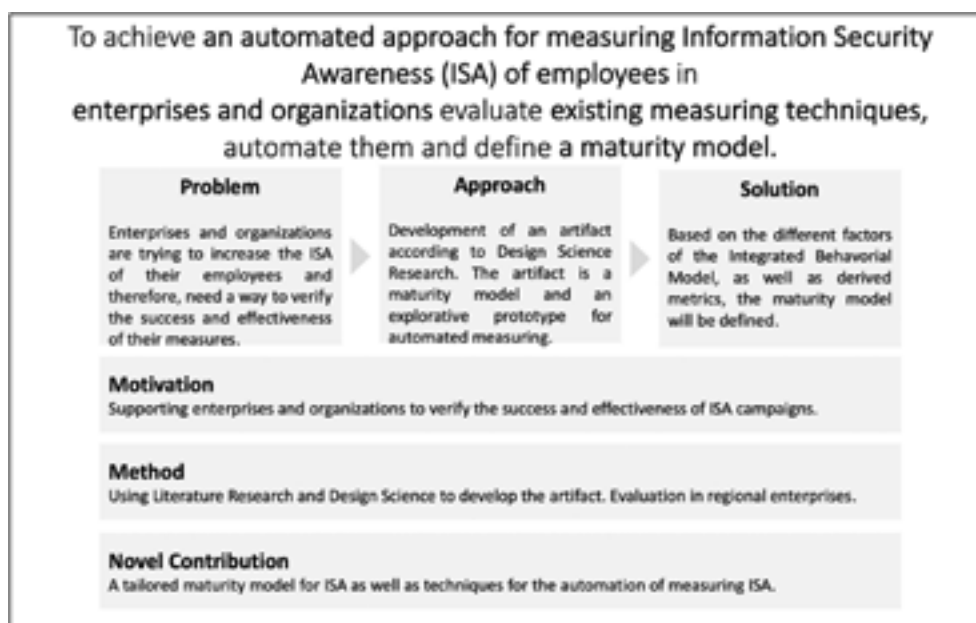 To achieve an automated approach for measuring Information Security
Awareness (ISA) of employees in
enterprises and organizations evaluate existing measuring techniques,
automate them and define a maturity model.
Problem
Enterprises and organizations
are trying to increase the ISA
of their employees and
therefore, need a way to verify
the success and effectiveness
of their measures.
Approach
Development of an artifact
according to Design Science
Research. The artifact is a
maturity model and an
explorative prototype for
automated measuring.
Solution
Based on the different factors
of the Integrated Behavorial
Model, as well as derived
metrics, the maturity model
will be defined.
Motivation
Supporting enterprises and organizations to verify the success and effectiveness of ISA campaigns.
Method
Using Literature Research and Design Science to develop the artifact. Evaluation in regional enterprises.
Novel Contribution
A tailored maturity model for ISA as well as techniques for the automation of measuring ISA.